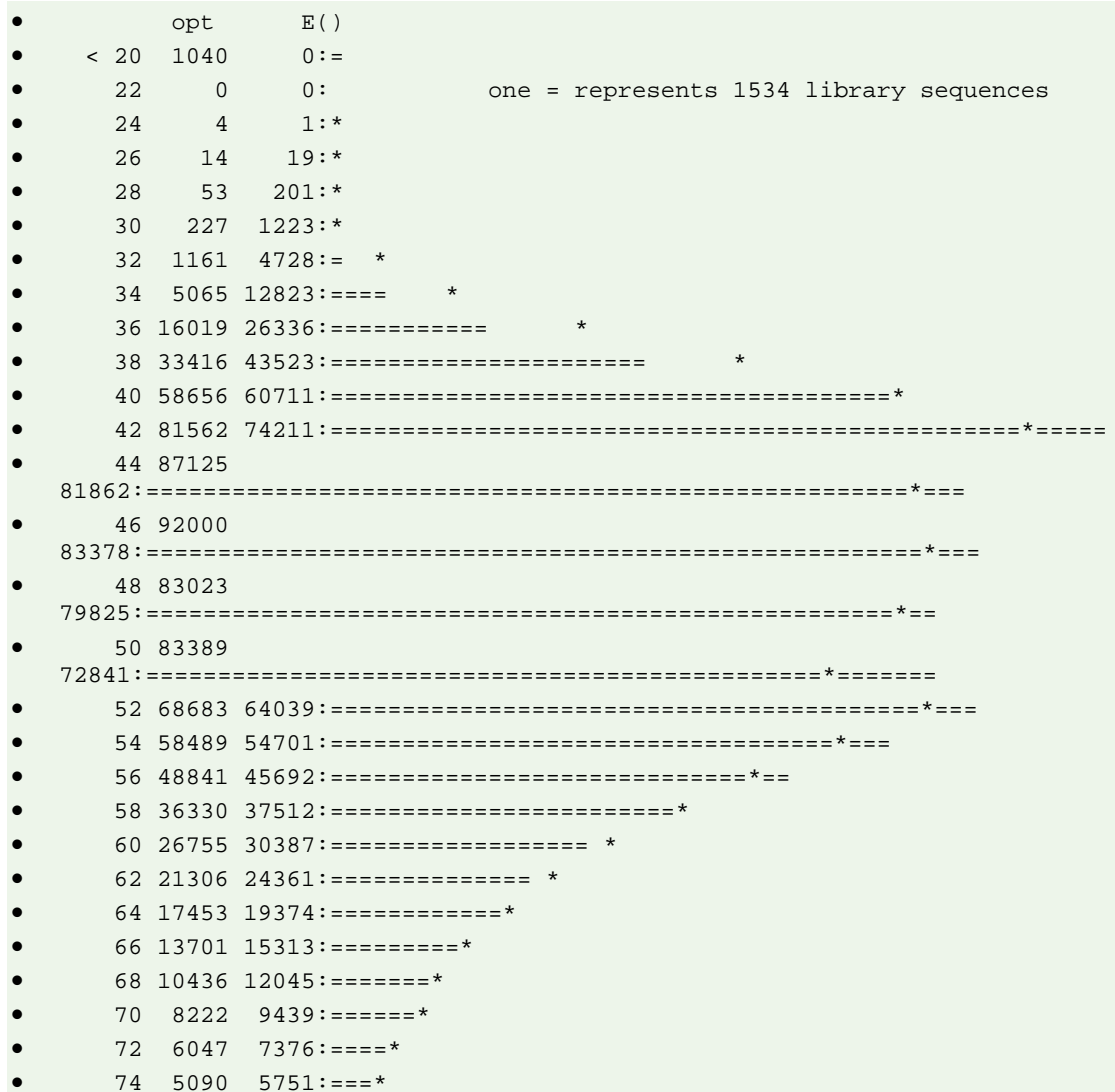 •          opt      E()
•    < 20  1040     0:=
•      22     0     0:           one = represents 1534 library sequences
•      24     4     1:*
•      26    14    19:*
•      28    53   201:*
•      30   227  1223:*
•      32  1161  4728:=  *
•      34  5065 12823:====    *
•      36 16019 26336:===========      *
•      38 33416 43523:======================      *
•      40 58656 60711:=======================================*
•      42 81562 74211:================================================*=====
•      44 87125
81862:=====================================================*===
•      46 92000
83378:======================================================*===
•      48 83023
79825:====================================================*==
•      50 83389
72841:===============================================*=======
•      52 68683 64039:=========================================*===
•      54 58489 54701:===================================*===
•      56 48841 45692:=============================*==
•      58 36330 37512:========================*
•      60 26755 30387:================== *
•      62 21306 24361:============== *
•      64 17453 19374:============*
•      66 13701 15313:=========*
•      68 10436 12045:=======*
•      70  8222  9439:======*
•      72  6047  7376:====*
•      74  5090  5751:===*